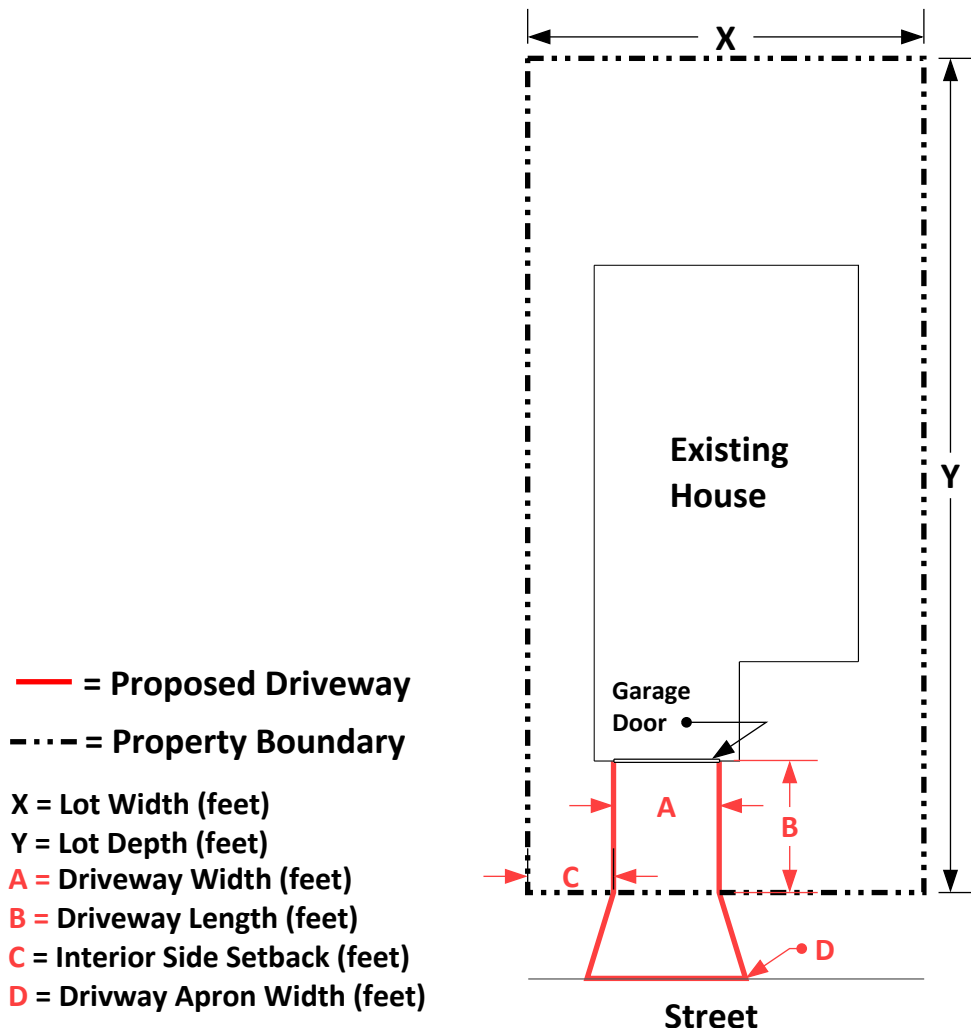 X
Y
Existing
House
Garage
Door
A
B
C
D
Street
= Proposed Driveway
= Property Boundary
X = Lot Width (feet)
Y = Lot Depth (feet)
A = Driveway Width (feet)
B = Driveway Length (feet)
C = Interior Side Setback (feet)
D = Drivway Apron Width (feet)